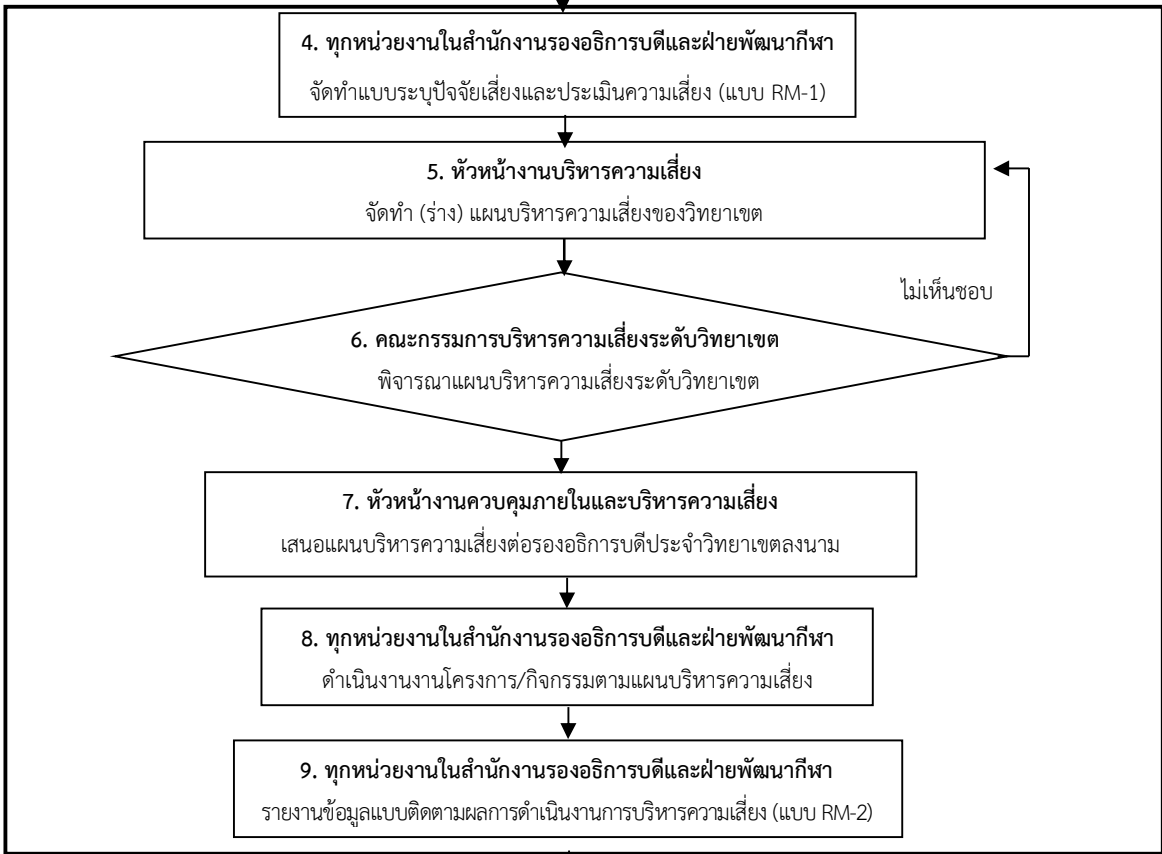 4. ทุกหน่วยงานในสำนักงานรองอธิการบดีและฝ่ายพัฒนากีฬา
จัดทำแบบระบุปัจจัยเสี่ยงและประเมินความเสี่ยง (แบบ RM-1)
5. หัวหน้างานบริหารความเสี่ยง
จัดทำ (ร่าง) แผนบริหารความเสี่ยงของวิทยาเขต
ไม่เห็นชอบ
6. คณะกรรมการบริหารความเสี่ยงระดับวิทยาเขต
พิจารณาแผนบริหารความเสี่ยงระดับวิทยาเขต
7. หัวหน้างานควบคุมภายในและบริหารความเสี่ยง
เสนอแผนบริหารความเสี่ยงต่อรองอธิการบดีประจำวิทยาเขตลงนาม
8. ทุกหน่วยงานในสำนักงานรองอธิการบดีและฝ่ายพัฒนากีฬา
ดำเนินงานงานโครงการ/กิจกรรมตามแผนบริหารความเสี่ยง
9. ทุกหน่วยงานในสำนักงานรองอธิการบดีและฝ่ายพัฒนากีฬา
รายงานข้อมูลแบบติดตามผลการดำเนินงานการบริหารความเสี่ยง (แบบ RM-2)